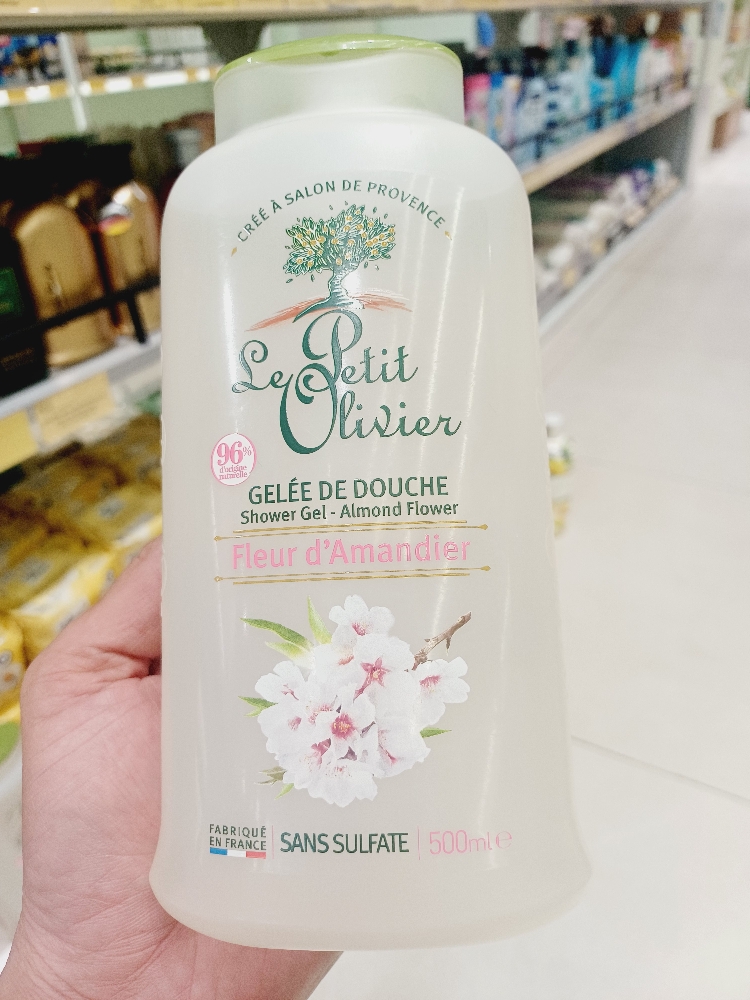 CRÉÉ À SALON DE PROVENCE
Le Petit
Olivier
96%
d'origine
naturelle
GELÉE DE DOUCHE
Shower Gel - Almond Flower
Fleur d'Amandier
FABRIQUÉ
EN FRANCE
SANS SULFATE
500ml e